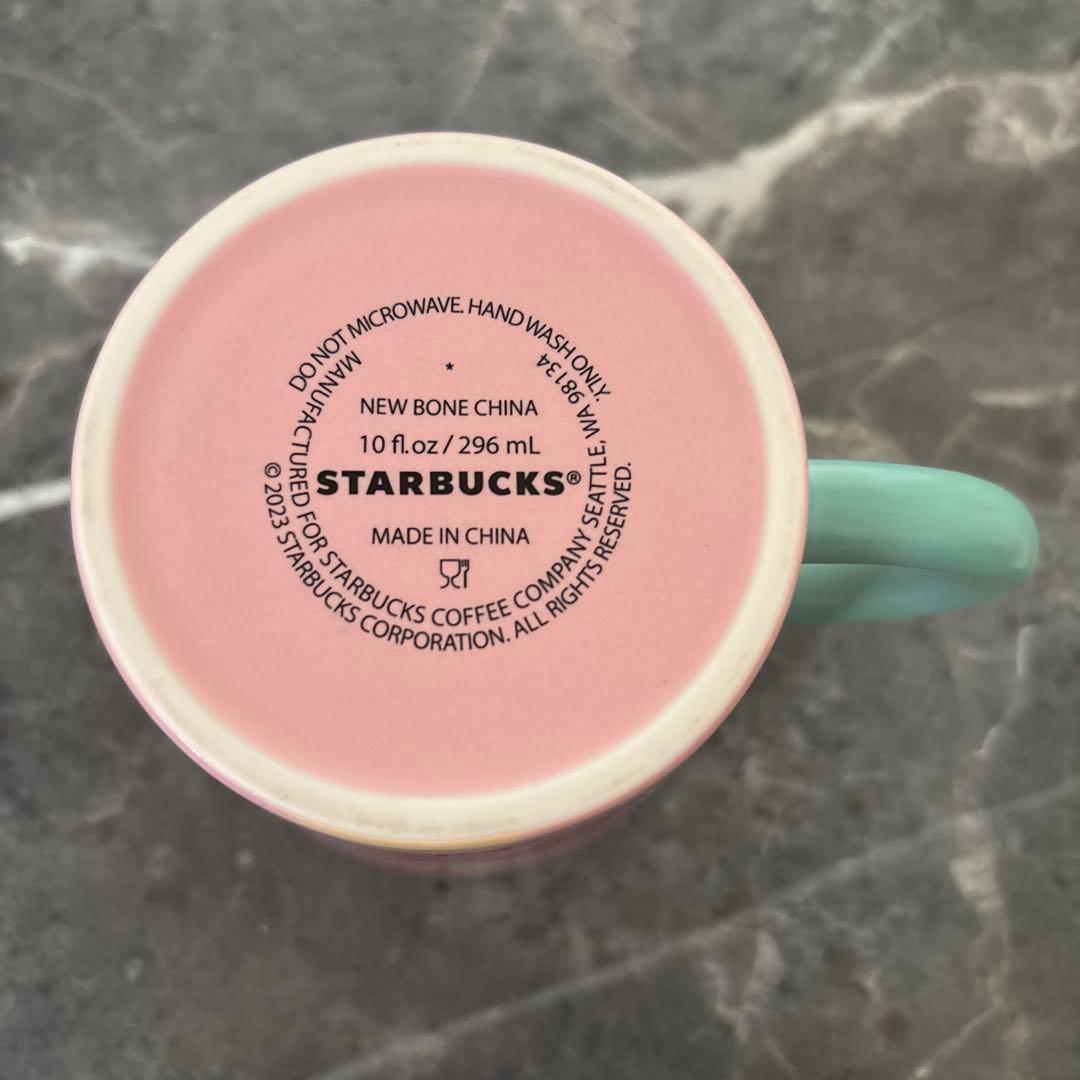 DO NOT MICROWAVE. HAND WASH ONLY.
NEW BONE CHINA
10 fl.oz / 296 mL
STARBUCKS®
MADE IN CHINA
MANUFACTURED FOR STARBUCKS COFFEE COMPANY SEATTLE, WA 98134
© 2023 STARBUCKS CORPORATION. ALL RIGHTS RESERVED.